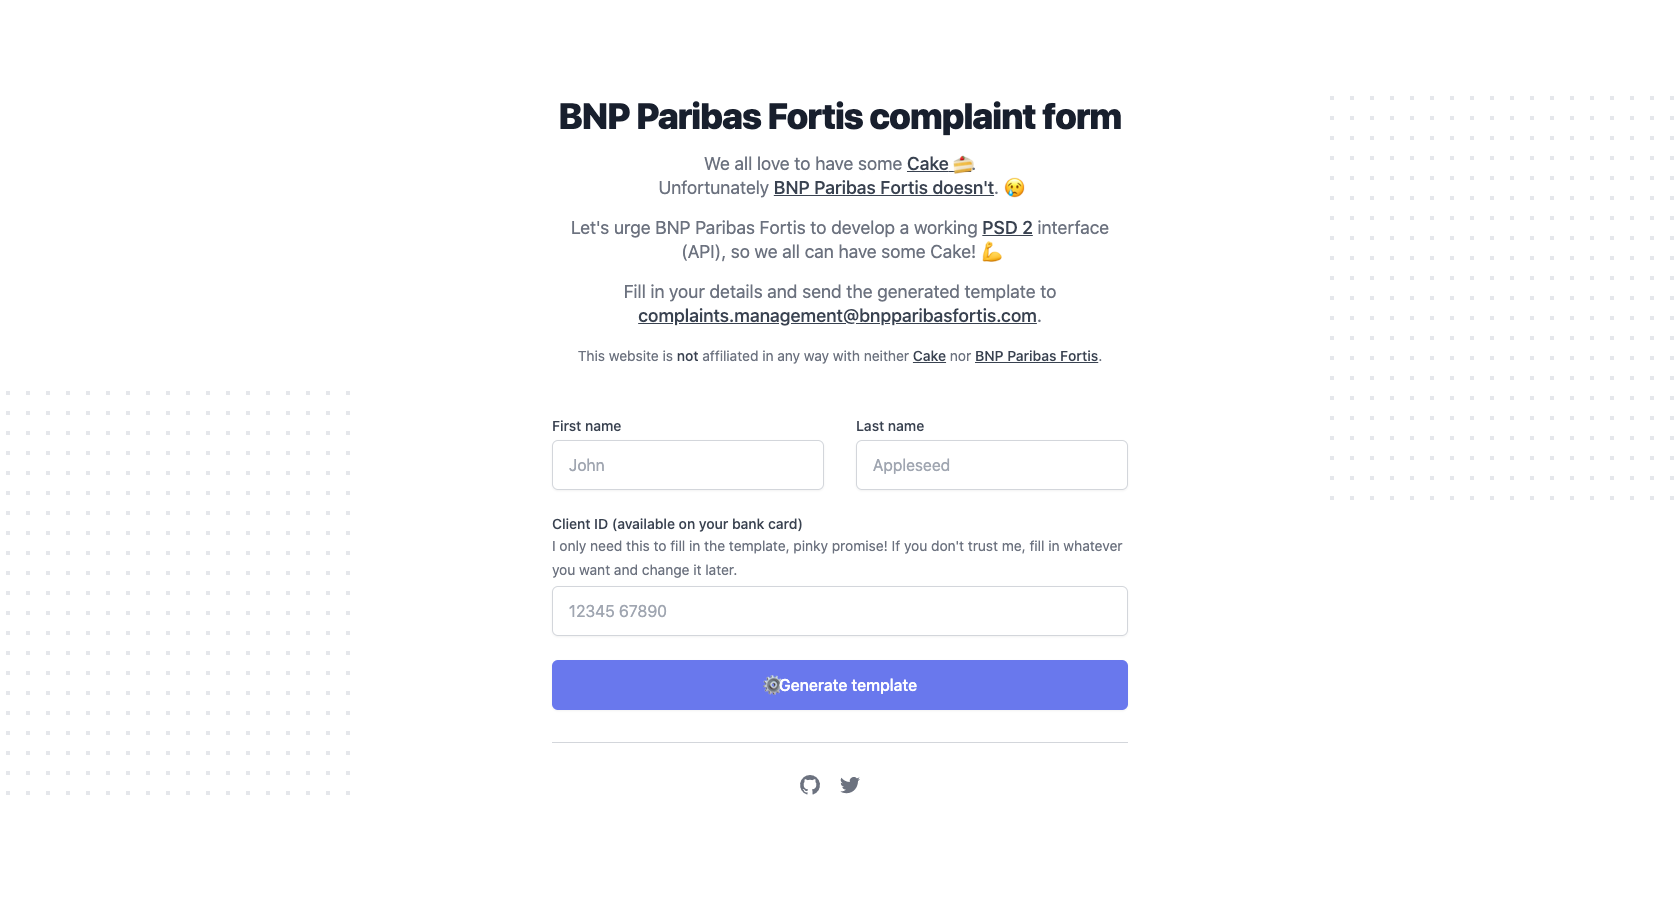 BNP Paribas Fortis complaint form
We all love to have some Cake 🍰.
Unfortunately BNP Paribas Fortis doesn't. 😢
Let's urge BNP Paribas Fortis to develop a working PSD 2 interface
(API), so we all can have some Cake! 💪
Fill in your details and send the generated template to
complaints.management@bnpparibasfortis.com.
This website is not affiliated in any way with neither Cake nor BNP Paribas Fortis.
First name
Last name
John
Appleseed
Client ID (available on your bank card)
I only need this to fill in the template, pinky promise! If you don't trust me, fill in whatever
you want and change it later.
12345 67890
⚙️Generate template